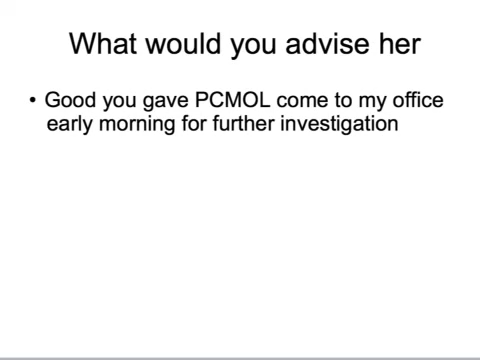 What would you advise her
• Good you gave PCMOL come to my office
early morning for further investigation